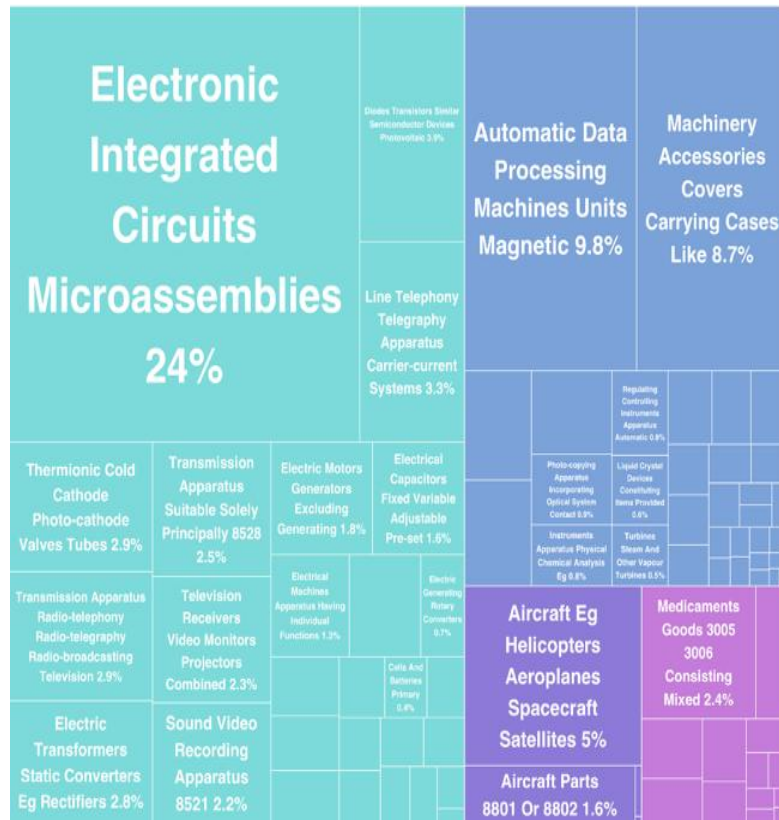 Electronic
Integrated
Circuits
Microassemblies
24%
Diodes Transistors Similar
Semiconductor Devices
Photovoltaic 3.9%
Line Telephony
Telegraphy
Apparatus
Carrier-current
Systems 3.3%
Automatic Data
Processing
Machines Units
Magnetic 9.8%
Machinery
Accessories
Covers
Carrying Cases
Like 8.7%
Thermionic Cold
Cathode
Photo-cathode
Valves Tubes 2.9%
Transmission
Apparatus
Suitable Solely
Principally 8528
2.5%
Electric Motors
Generators
Excluding
Generating 1.8%
Electrical
Capacitors
Fixed Variable
Adjustable
Pre-set 1.6%
Transmission Apparatus
Radio-telephony
Radio-telegraphy
Radio-broadcasting
Television 2.9%
Television
Receivers
Video Monitors
Projectors
Combined 2.3%
Electrical
Machines
Apparatus Having
Individual
Functions 1.3%
Electric
Generating
Rotary
Converters
0.7%
Cells And
Batteries
Primary
Electric
Transformers
Static Converters
Eg Rectifiers 2.8%
Sound Video
Recording
Apparatus
8521 2.2%
Regulating
Controlling
Instruments
Apparatus
Automatic
Photo-copying
Apparatus
Incorporating
Optical System
Contact 0.9%
Liquid Crystal
Devices
Constituting
Items Provided
0.6%
Instruments
Apparatus Physical
Chemical Analysis
Eg 0.8%
Turbines
Steam And
Other Vapour
Turbines 0.5%
Aircraft Eg
Helicopters
Aeroplanes
Spacecraft
Satellites 5%
Aircraft Parts
8801 Or 8802 1.6%
Medicaments
Goods 3005
3006
Consisting
Mixed 2.4%